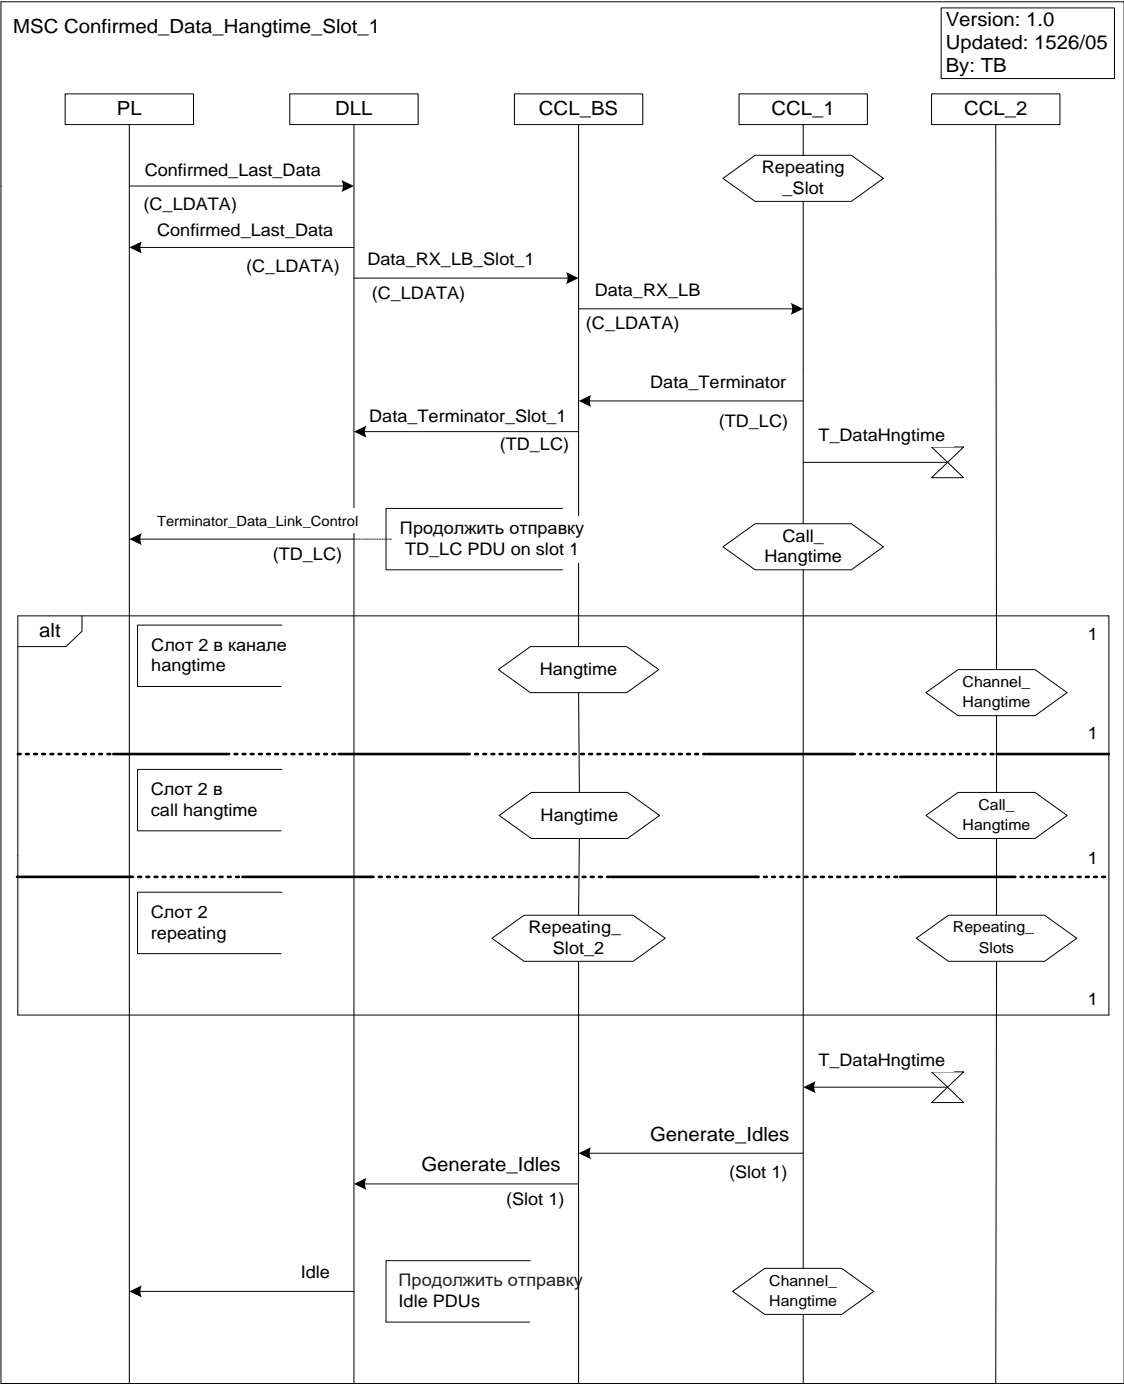 MSC Confirmed_Data_Hangtime_Slot_1
Version: 1.0
Updated: 1526/05
By: TB
PL
DLL
CCL_BS
CCL_1
CCL_2
Repeating
_Slot
Confirmed_Last_Data
(C_LDATA)
Confirmed_Last_Data
(C_LDATA)
Data_RX_LB_Slot_1
(C_LDATA)
Data_RX_LB
(C_LDATA)
Data_Terminator
(TD_LC)
Data_Terminator_Slot_1
(TD_LC)
T_DataHngtime
Terminator_Data_Link_Control
(TD_LC)
Продолжить отправку
TD_LC PDU on slot 1
Call_
Hangtime
alt
1
Слот 2 в канале
hangtime
Hangtime
Channel_
Hangtime
1
Слот 2 в
call hangtime
Hangtime
Call_
Hangtime
1
Слот 2
repeating
Repeating_
Slot_2
Repeating_
Slots
1
T_DataHngtime
Generate_Idles
(Slot 1)
Generate_Idles
(Slot 1)
Idle
Продолжить отправку
Idle PDUs
Channel_
Hangtime